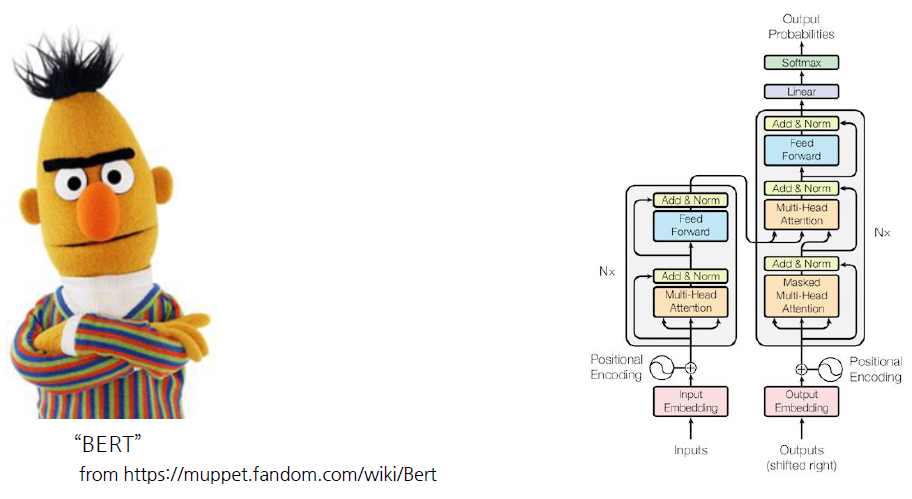 “BERT”
from https://muppet.fandom.com/wiki/Bert
Output
Probabilities
Softmax
Linear
Add & Norm
Feed
Forward
Add & Norm
Multi-Head
Attention
Add & Norm
Masked
Multi-Head
Attention
Nx
Positional
Encoding
Output
Embedding
Outputs
(shifted right)
Add & Norm
Feed
Forward
Add & Norm
Multi-Head
Attention
Nx
Positional
Encoding
Input
Embedding
Inputs